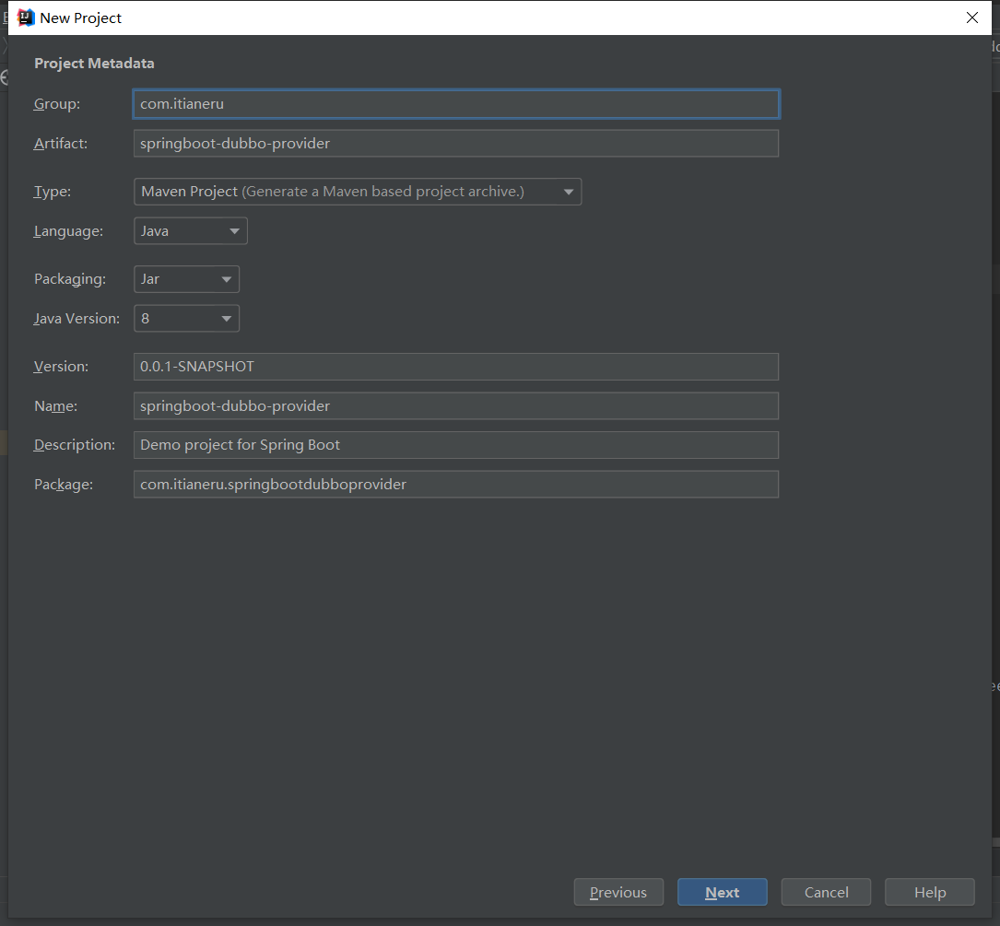 New Project
Project Metadata
Group: com.itianeru
Artifact: springboot-dubbo-provider
Type: Maven Project (Generate a Maven based project archive.)
Language: Java
Packaging: Jar
Java Version: 8
Version: 0.0.1-SNAPSHOT
Name: springboot-dubbo-provider
Description: Demo project for Spring Boot
Package: com.itianeru.springbootdubboprovider
Previous Next Cancel Help